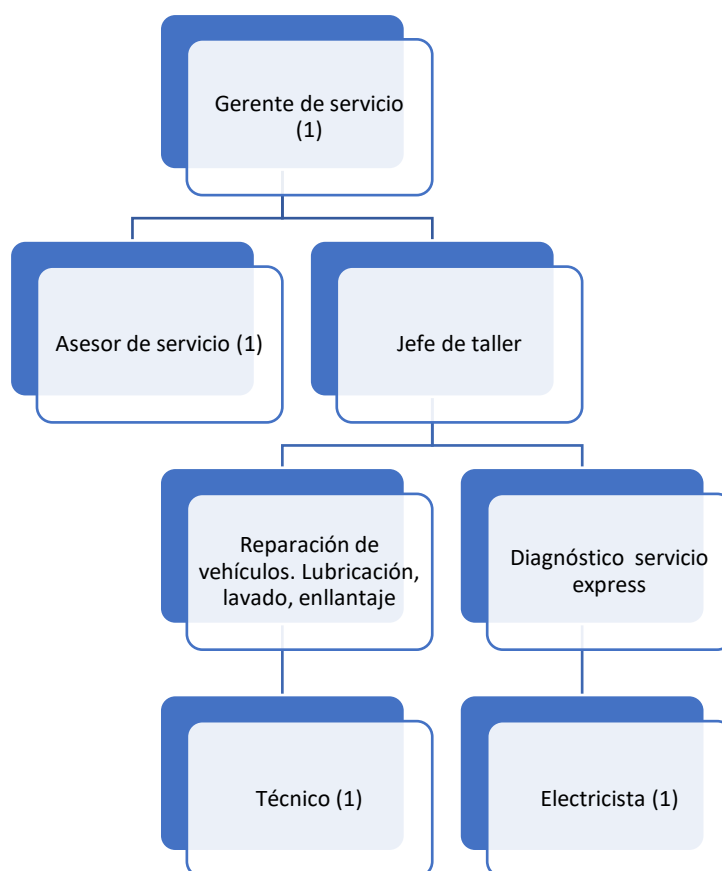 Gerente de servicio
(1)
Asesor de servicio (1)
Jefe de taller
Reparación de
vehículos. Lubricación,
lavado, enllantaje
Diagnóstico servicio
express
Técnico (1)
Electricista (1)